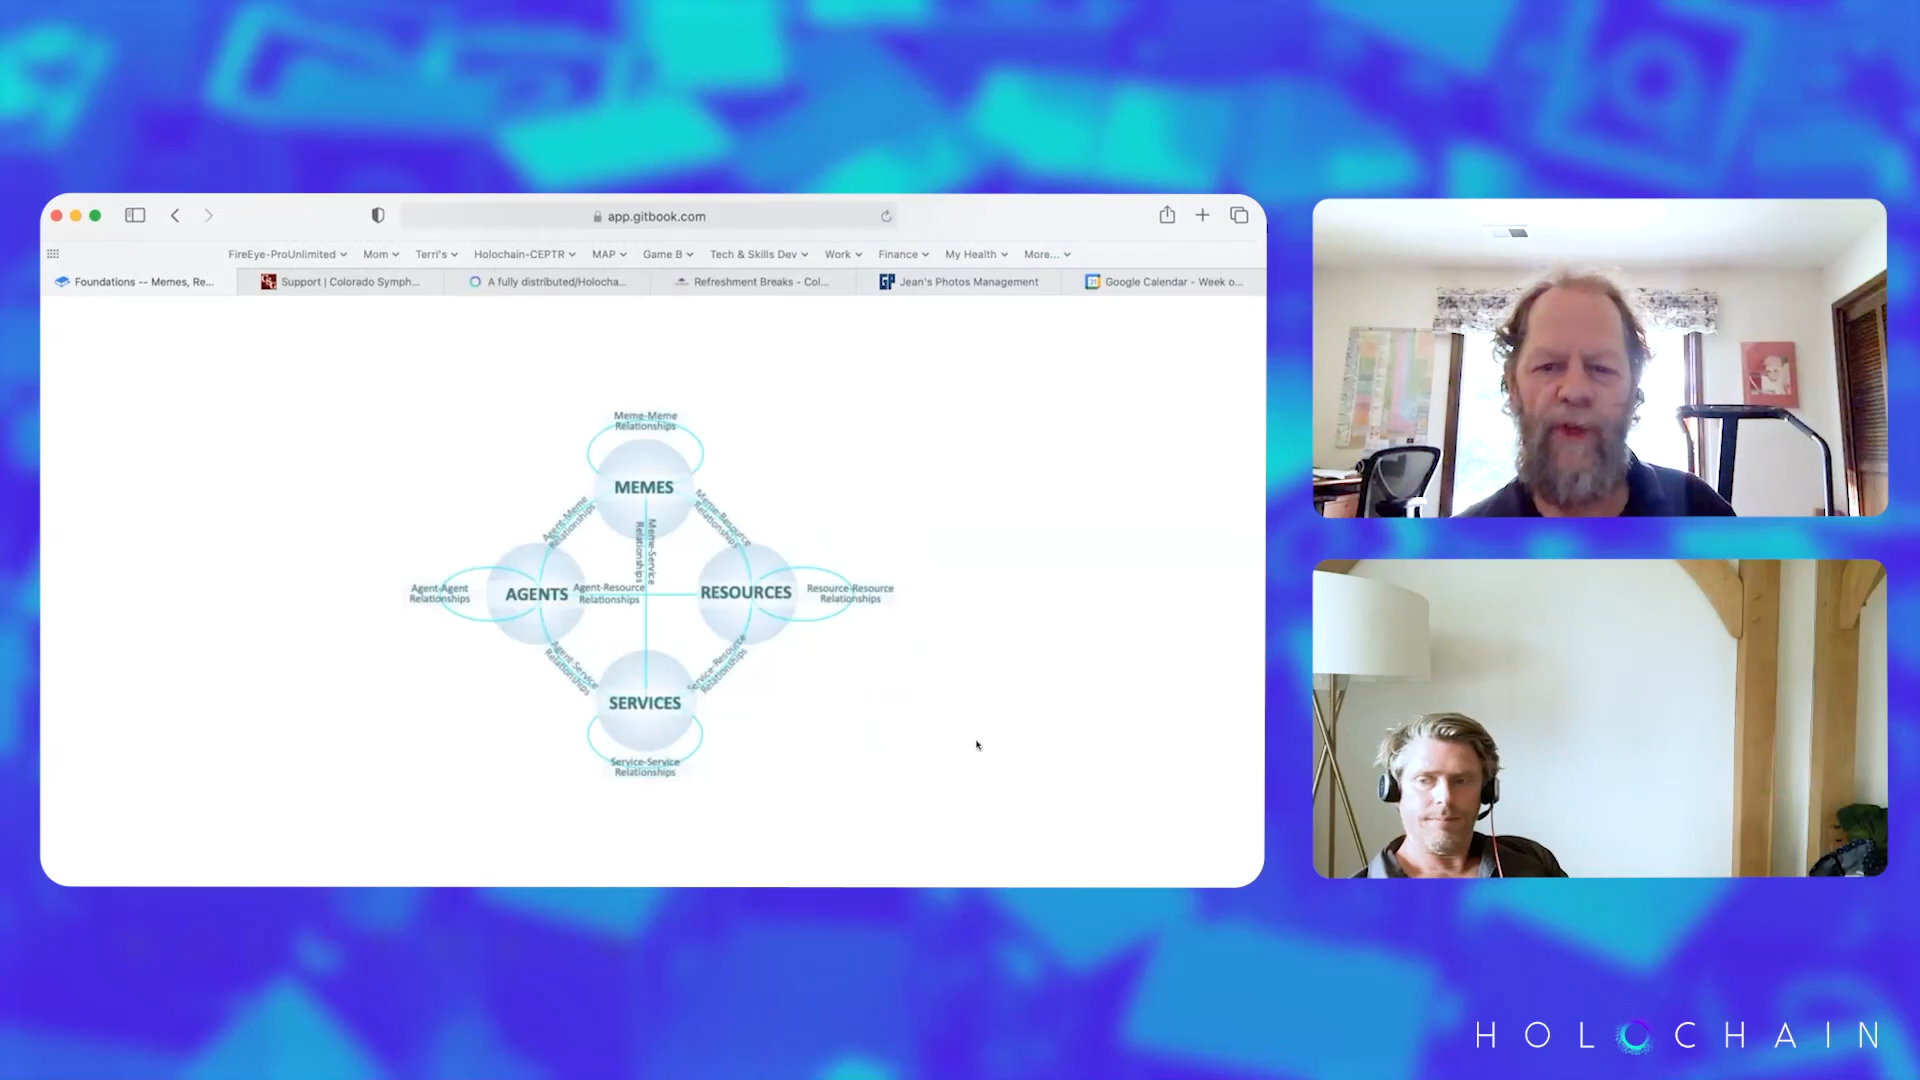 app.gitbook.com
FireEye-ProUnlimited Mom Terri's Holochain-CEPTR MAP Game B Tech & Skills Dev Work Finance My Health More...
Foundations -- Memes, Re... Support | Colorado Symph... A fully distributed/Holocha... Refreshment Breaks - Col... Jean's Photos Management Google Calendar - Week o...
Meme-Meme
Relationships
MEMES
Agent-Meme
Relationships
Meme-Resource
Relationships
Meme-Service
Relationships
Agent-Agent
Relationships
AGENTS
Agent-Resource
Relationships
RESOURCES
Resource-Resource
Relationships
Agent-Service
Relationships
Service-Resource
Relationships
SERVICES
Service-Service
Relationships
HOLOCHAIN